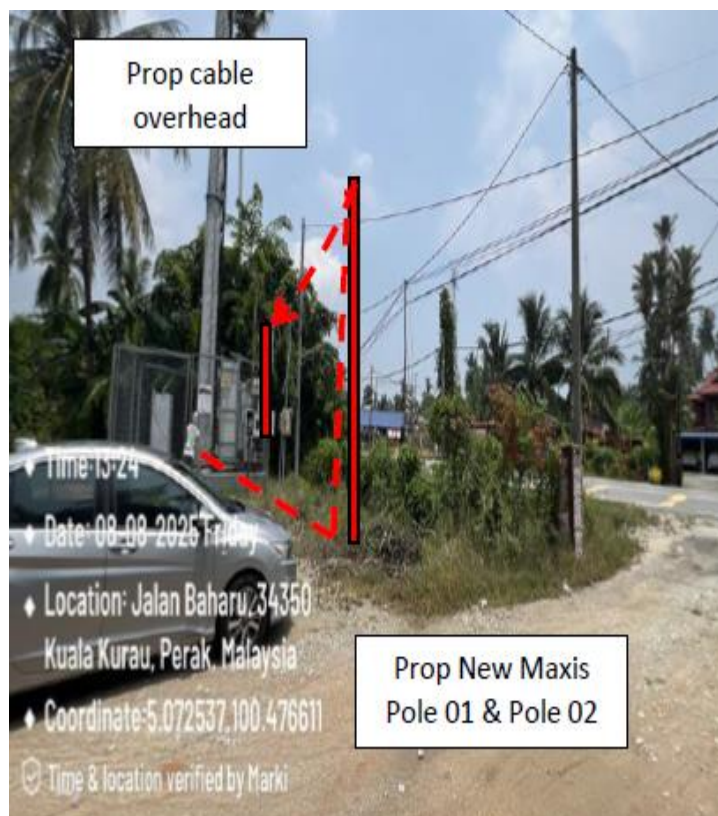 Prop cable
overhead
Time:13:24
Date: 08-08-2025 Friday
Location: Jalan Baharu, 34350
Kuala Kurau, Perak, Malaysia
Coordinate:5.072537,100.476611
Time & location verified by Marki
Prop New Maxis
Pole 01 & Pole 02